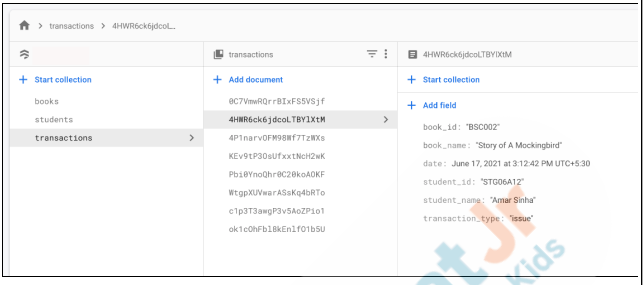 transactions > 4HWR6ck6jdcoL...
transactions
4HWR6ck6jdcoLTBYlXtM
+ Start collection
+ Add document
+ Start collection
books
students
transactions >
0C7VmwRQrrBIxFS5VSjf
4HWR6ck6jdcoLTBYlXtM >
4P1narvOFM98Wf7TzWXs
KEv9tP3OsUfxxtNcH2wK
Pbi0YnoQhr0C20koAOKF
WtgpXUVwarASsKq4bRTo
c1p3T3awgP3v5AoZPio1
ok1cOhFbl8kEnlfO1b5U
+ Add field
book_id: "BSC002"
book_name: "Story of A Mockingbird"
date: June 17, 2021 at 3:12:42 PM UTC+5:30
student_id: "STG06A12"
student_name: "Amar Sinha"
transaction_type: "issue"
t Jr
Kids